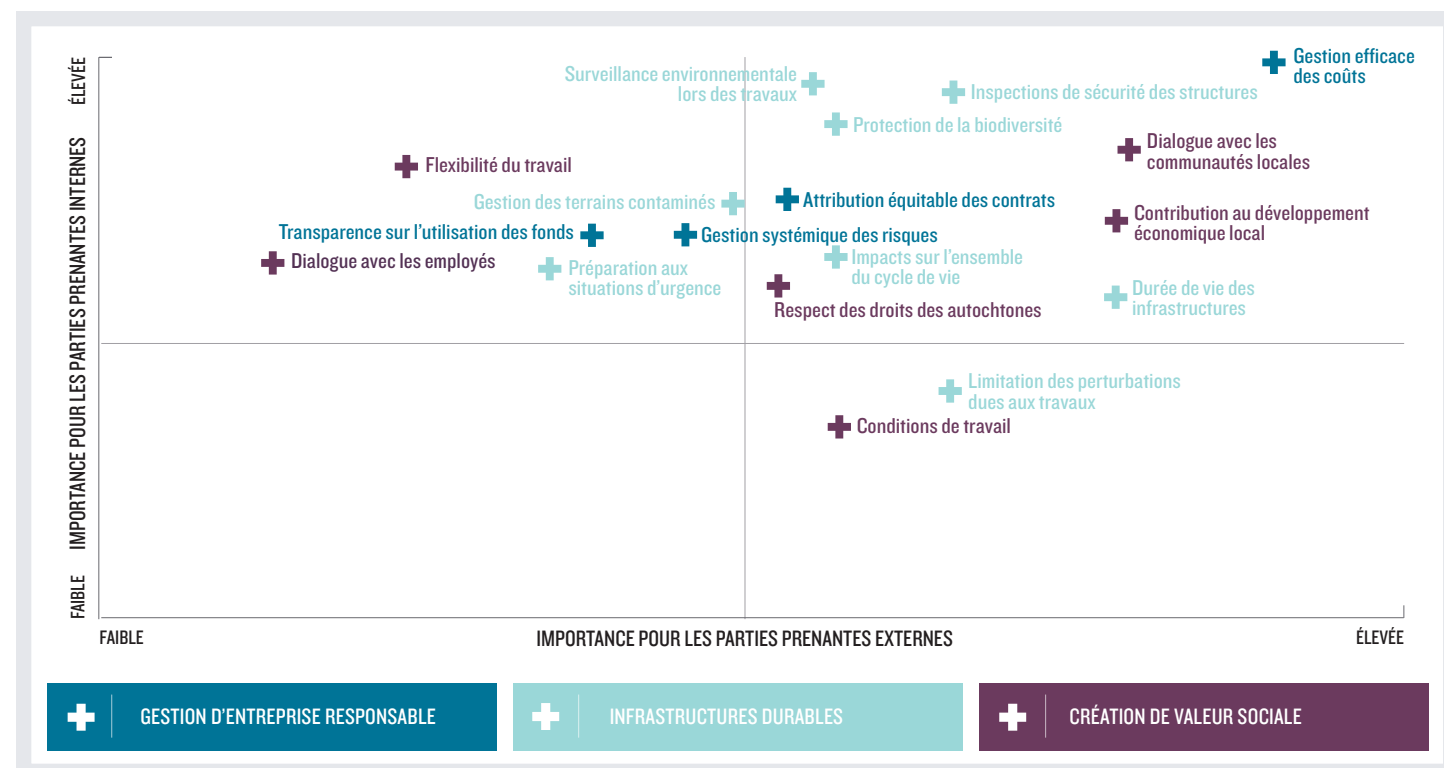 ÉLEVÉE
IMPORTANCE POUR LES PARTIES PRENANTES INTERNES
FAIBLE
Gestion efficace
des coûts
Surveillance environnementale
lors des travaux
Inspections de sécurité des structures
Protection de la biodiversité
Dialogue avec les
communautés locales
Flexibilité du travail
Gestion des terrains contaminés
Attribution équitable des contrats
Contribution au développement
économique local
Transparence sur l'utilisation des fonds
Gestion systémique des risques
Dialogue avec les employés
Préparation aux
situations d'urgence
Impacts sur l'ensemble
du cycle de vie
Respect des droits des autochtones
Durée de vie des
infrastructures
Limitation des perturbations
dues aux travaux
Conditions de travail
FAIBLE
IMPORTANCE POUR LES PARTIES PRENANTES EXTERNES
ÉLEVÉE
GESTION D'ENTREPRISE RESPONSABLE
INFRASTRUCTURES DURABLES
CRÉATION DE VALEUR SOCIALE